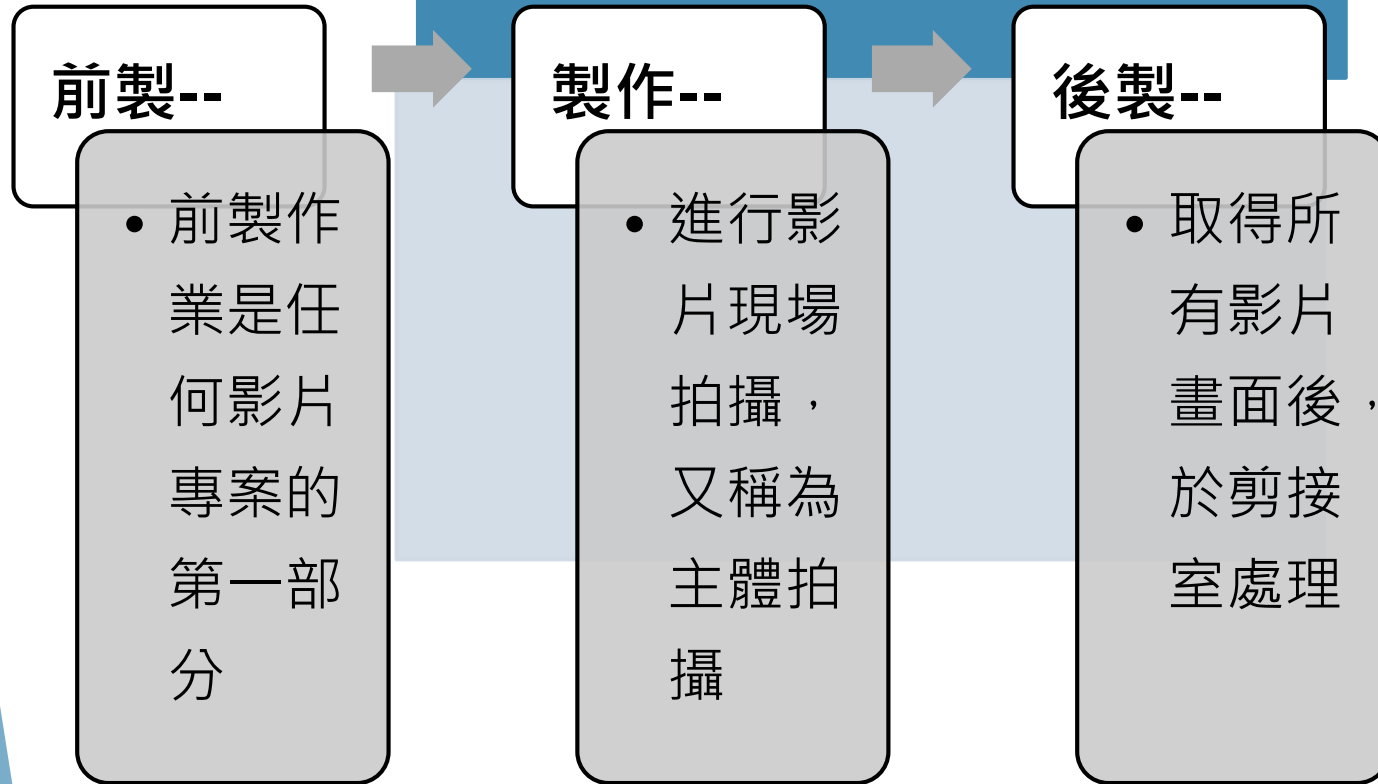 前製--
• 前製作
業是任
何影片
專案的
第一部
分
製作--
• 進行影
片現場
拍攝，
又稱為
主體拍
攝
後製--
• 取得所
有影片
畫面後，
於剪接
室處理